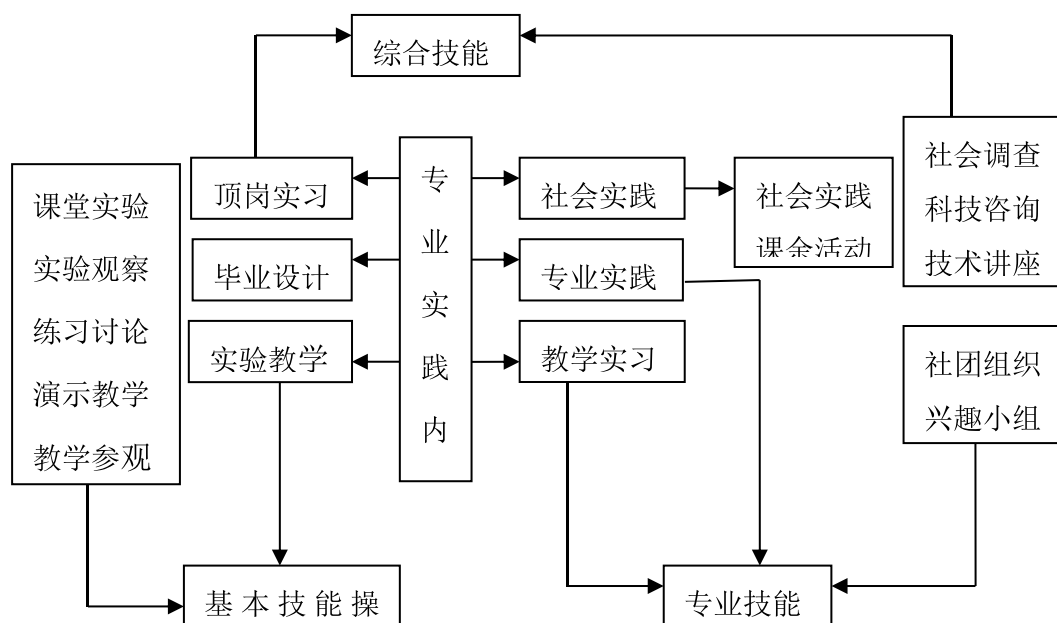 综合技能
顶岗实习
毕业设计
实验教学
课堂实验
实验观察
练习讨论
演示教学
教学参观
专
业
实
践
内
社会实践
专业实践
教学实习
社会实践
课余活动
社会调查
科技咨询
技术讲座
社团组织
兴趣小组
基本技能操
专业技能